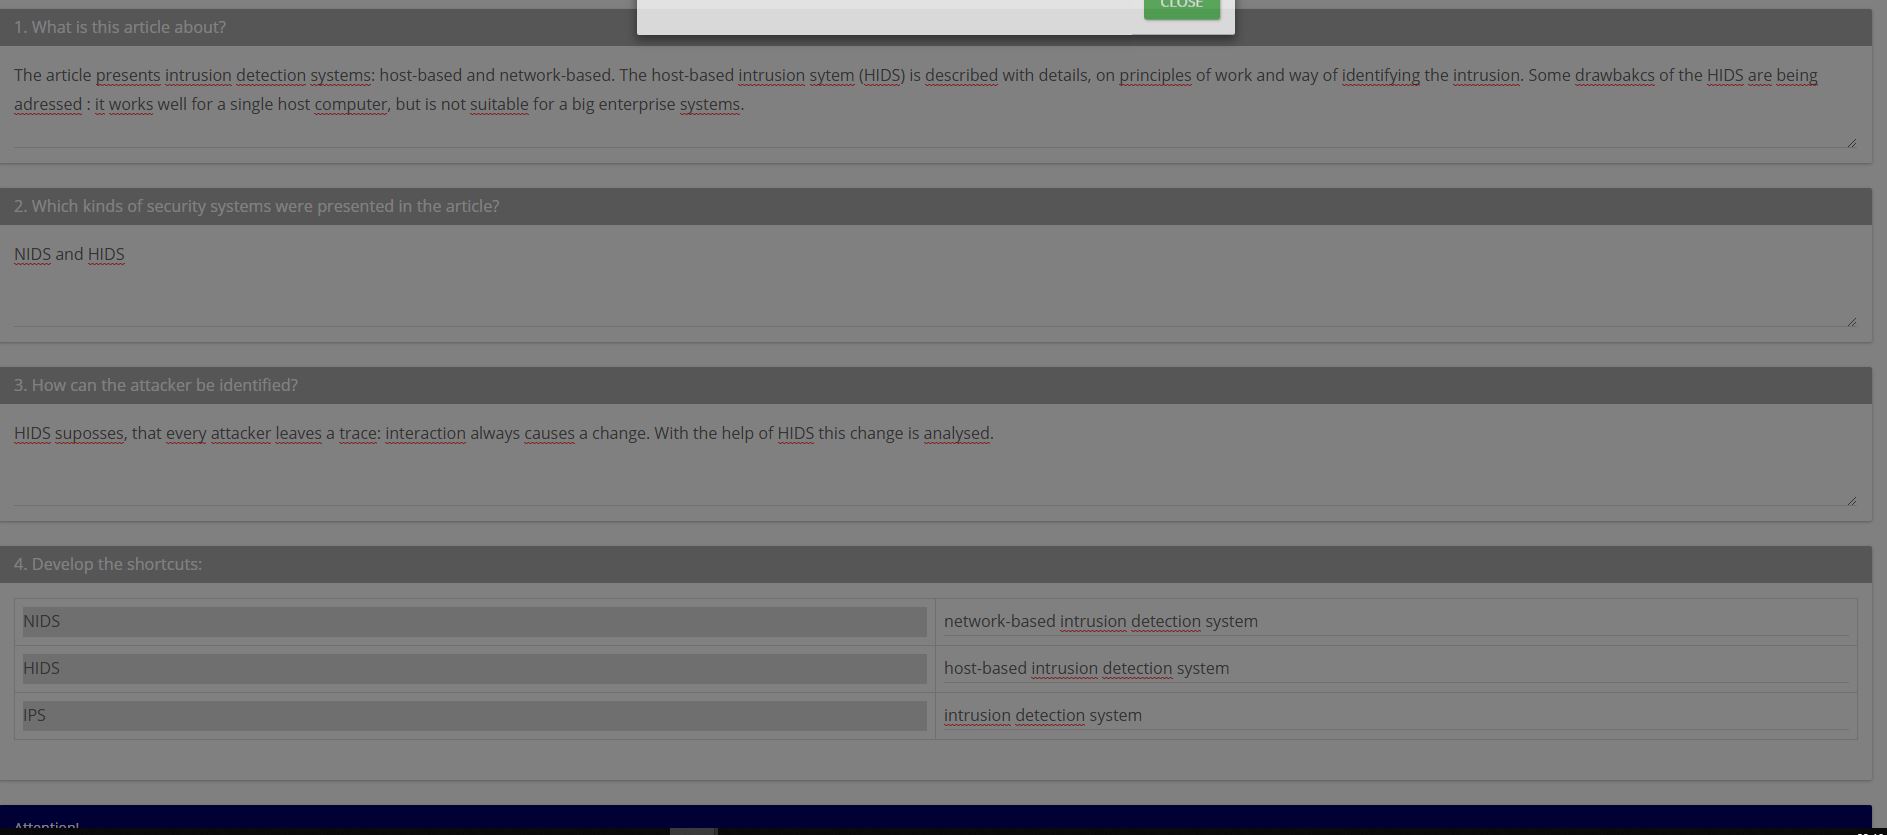 CLOSE
1. What is this article about?
The article presents intrusion detection systems: host-based and network-based. The host-based intrusion sytem (HIDS) is described with details, on principles of work and way of identifying the intrusion. Some drawbakcs of the HIDS are being
adressed : it works well for a single host computer, but is not suitable for a big enterprise systems.
2. Which kinds of security systems were presented in the article?
NIDS and HIDS
3. How can the attacker be identified?
HIDS suposses, that every attacker leaves a trace: interaction always causes a change. With the help of HIDS this change is analysed.
4. Develop the shortcuts:
NIDS network-based intrusion detection system
HIDS host-based intrusion detection system
IPS intrusion detection system
Attention!